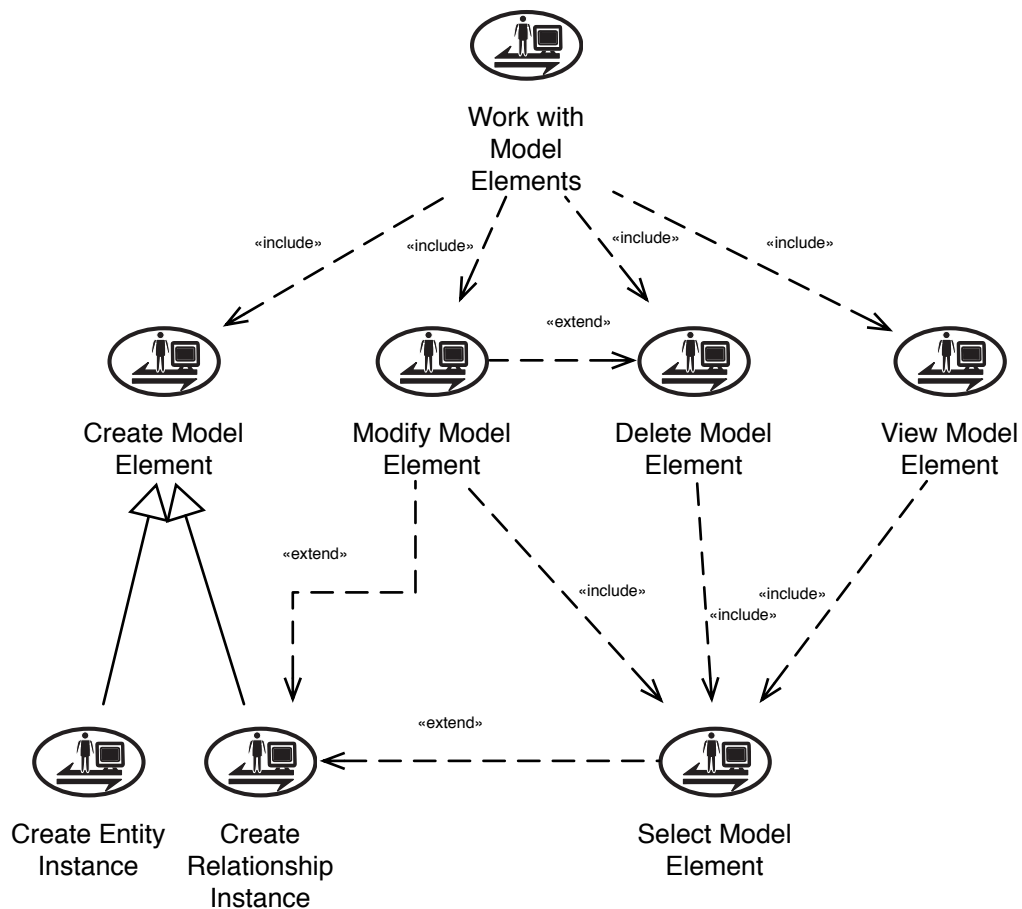 Work with
Model
Elements
«include»
«include»
«include»
«include»
«extend»
Create Model
Element
Modify Model
Element
Delete Model
Element
View Model
Element
«extend»
«include»
«include»
«include»
«extend»
Create Entity
Instance
Create
Relationship
Instance
Select Model
Element